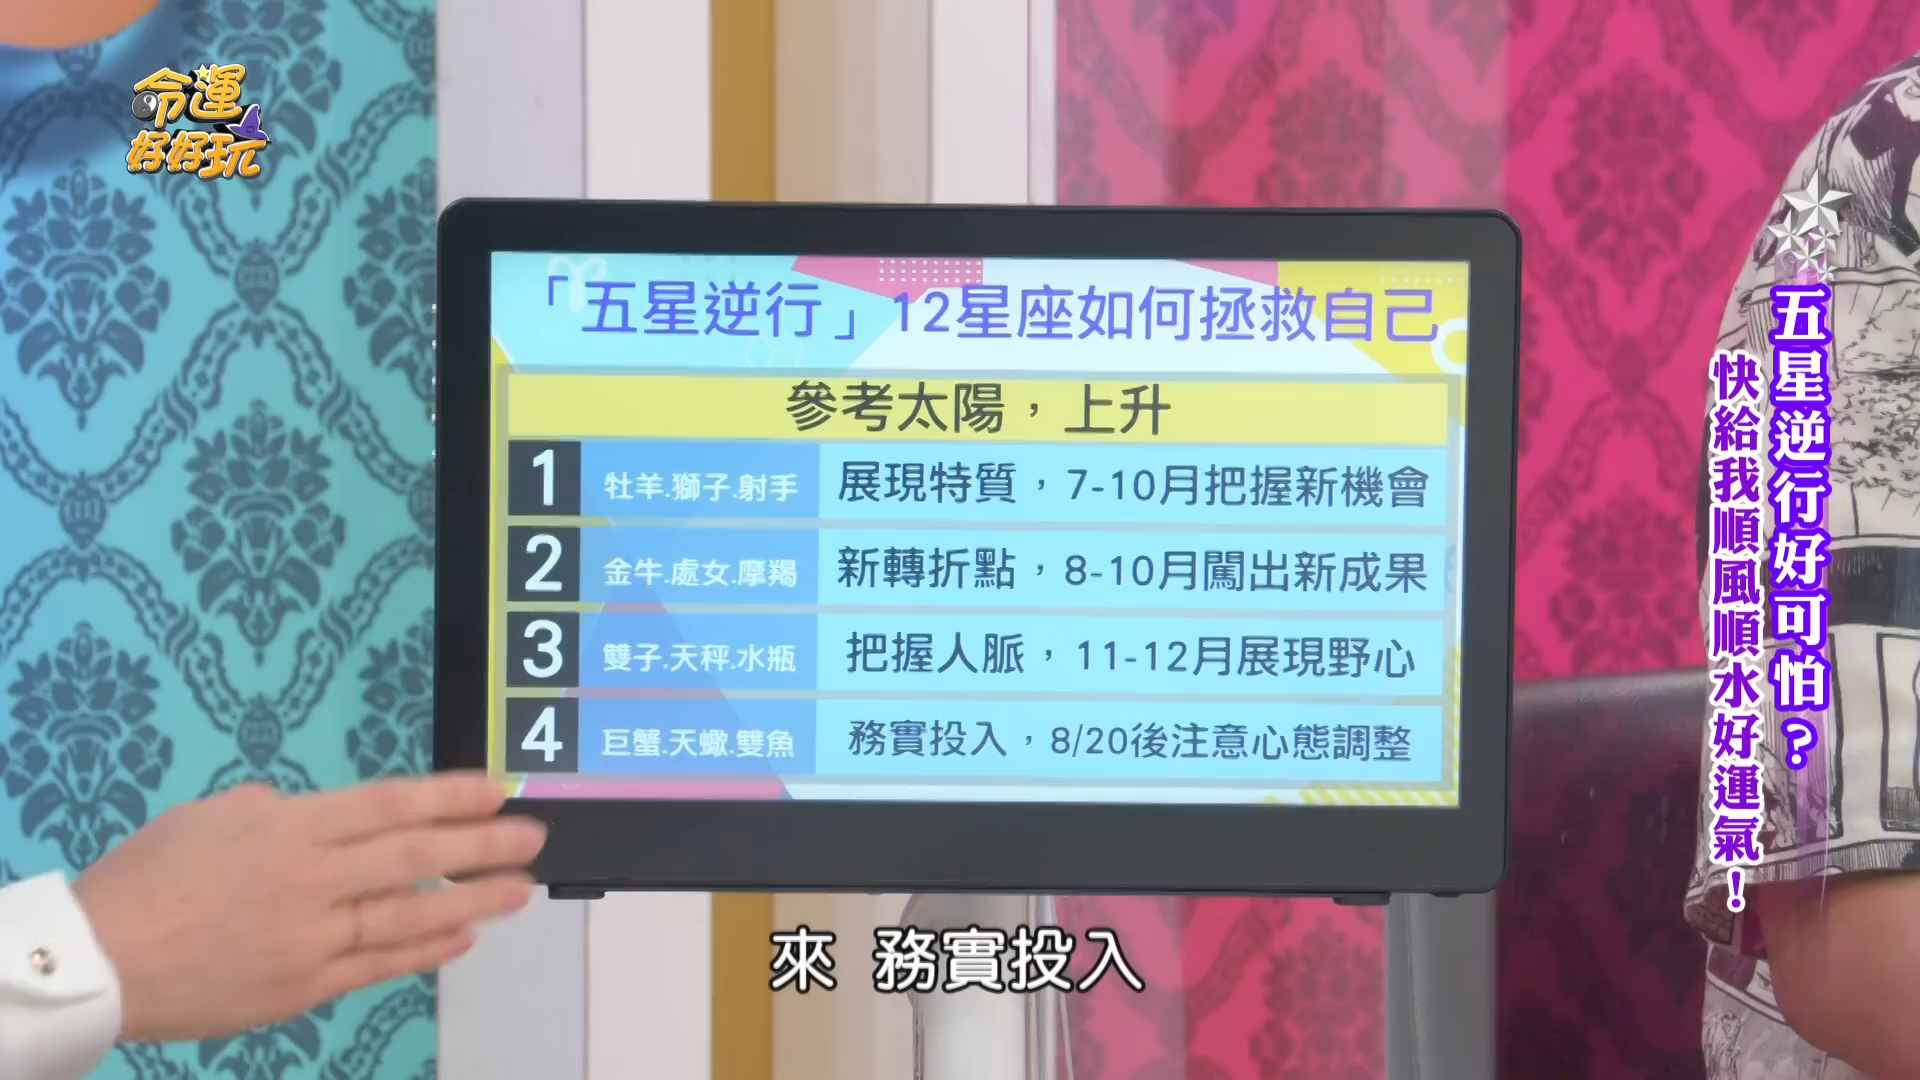 命運
好好玩
「五星逆行」12星座如何拯救自己
參考太陽，上升
1 牡羊.獅子.射手 展現特質，7-10月把握新機會
2 金牛.處女.摩羯 新轉折點，8-10月闖出新成果
3 雙子.天秤.水瓶 把握人脈，11-12月展現野心
4 巨蟹.天蠍.雙魚 務實投入，8/20後注意心態調整
五星逆行好可怕？
快給我順風順水好運氣！
來 務實投入